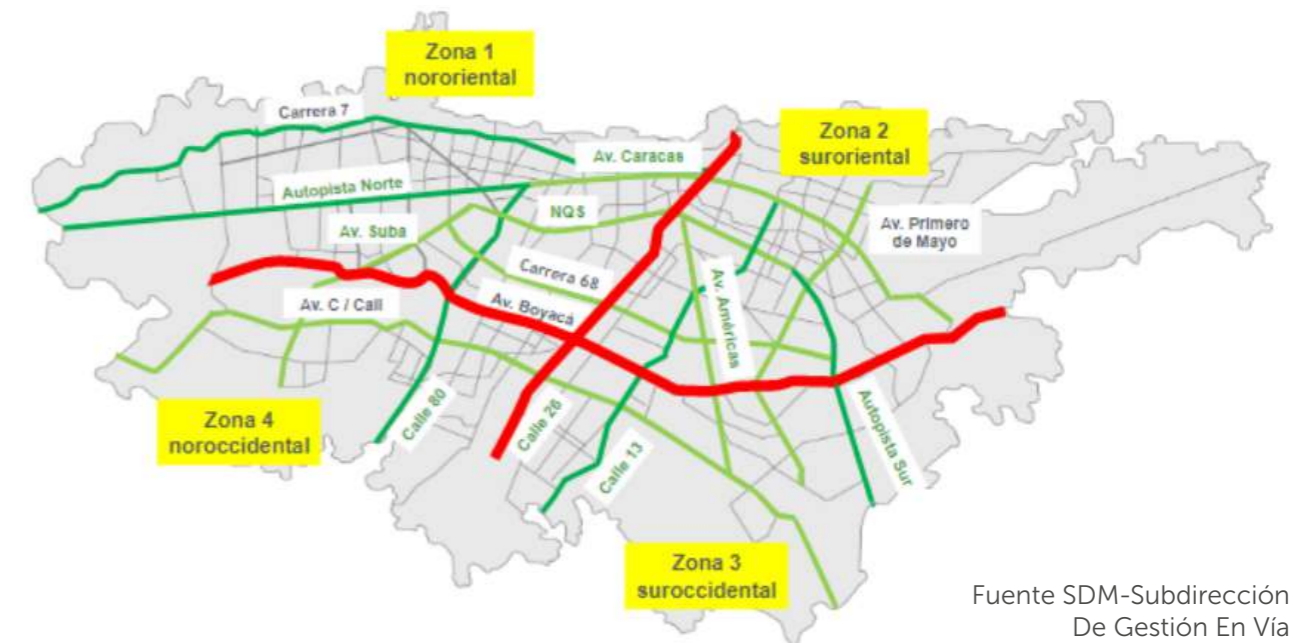 Zona 1
nororiental
Carrera 7
Zona 2
suroriental
Av. Caracas
Autopista Norte
NQS
Av. Suba
Av. Primero
de Mayo
Carrera 68
Av. C / Cali
Av. Boyacá
Av. Américas
Zona 4
noroccidental
Calle 80
Calle 26
Calle 13
Autopista Sur
Zona 3
suroccidental
Fuente SDM-Subdirección
De Gestión En Vía